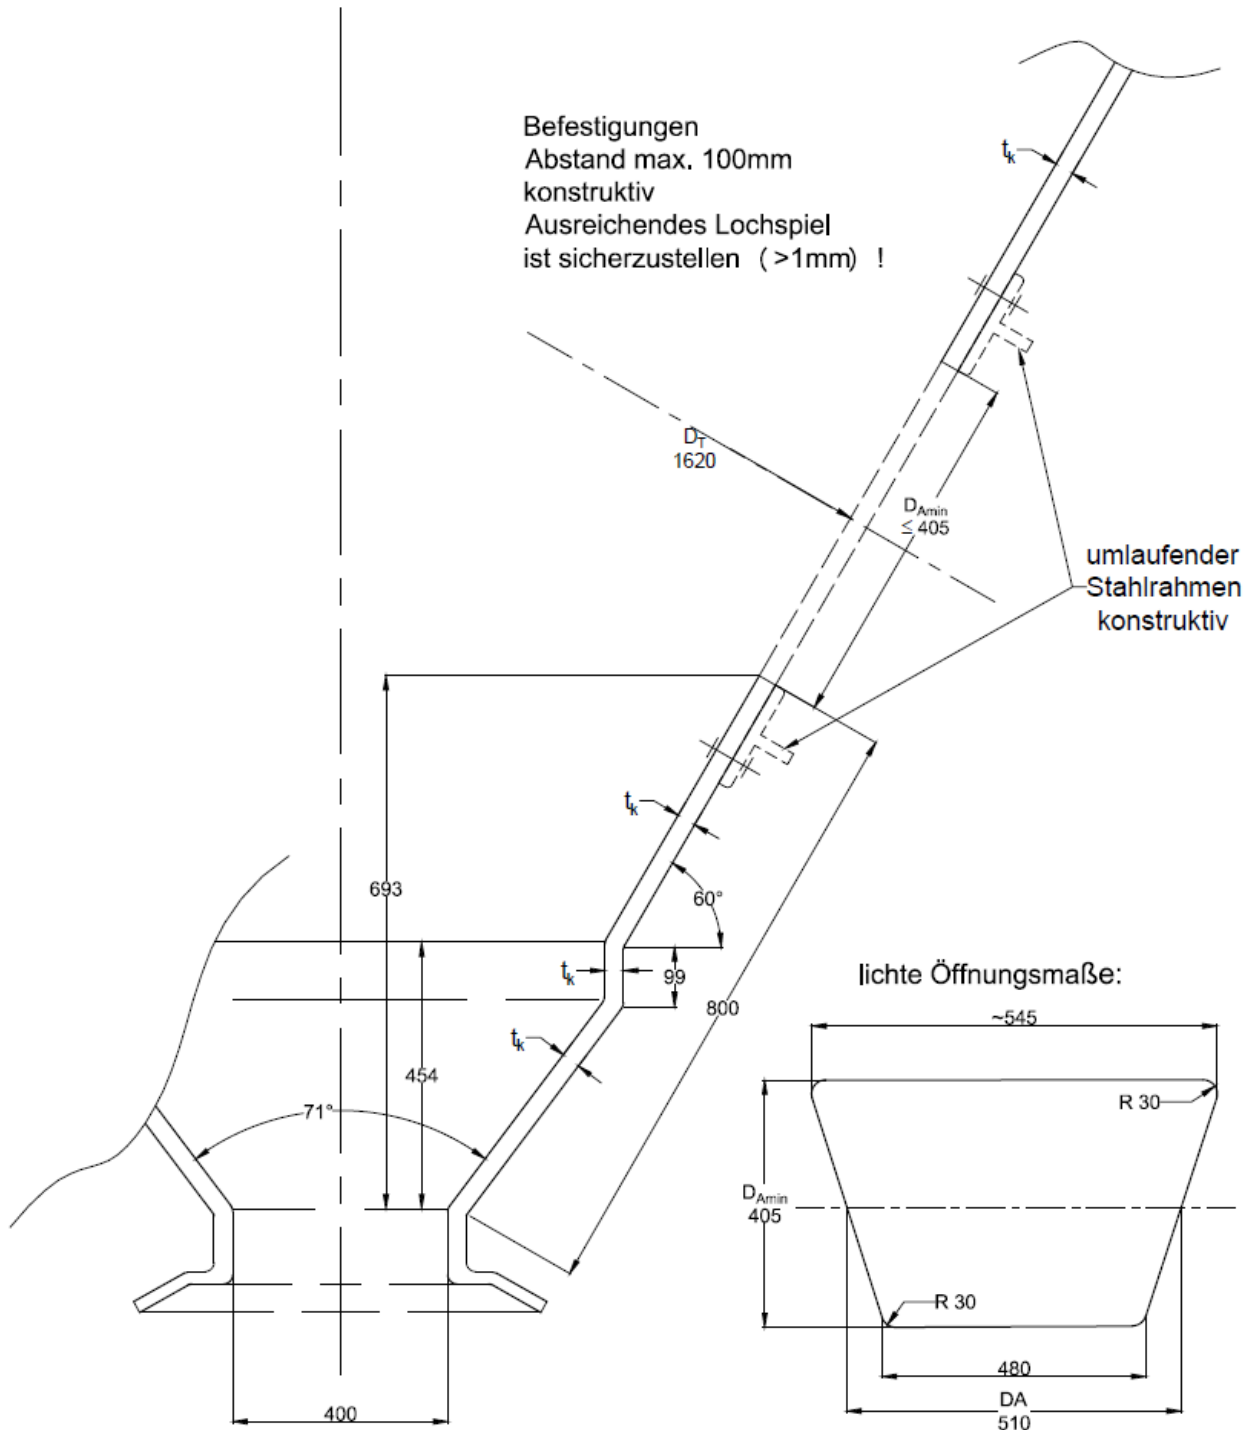 Befestigungen
Abstand max. 100mm
konstruktiv
Ausreichendes Lochspiel
ist sicherzustellen ( >1mm) !
tk
DT
1620
DAmin
≤ 405
umlaufender
Stahlrahmen
konstruktiv
tk
693
60°
tk
99
800
tk
454
71°
400
lichte Öffnungsmaße:
~545
R 30
DAmin
405
R 30
480
DA
510